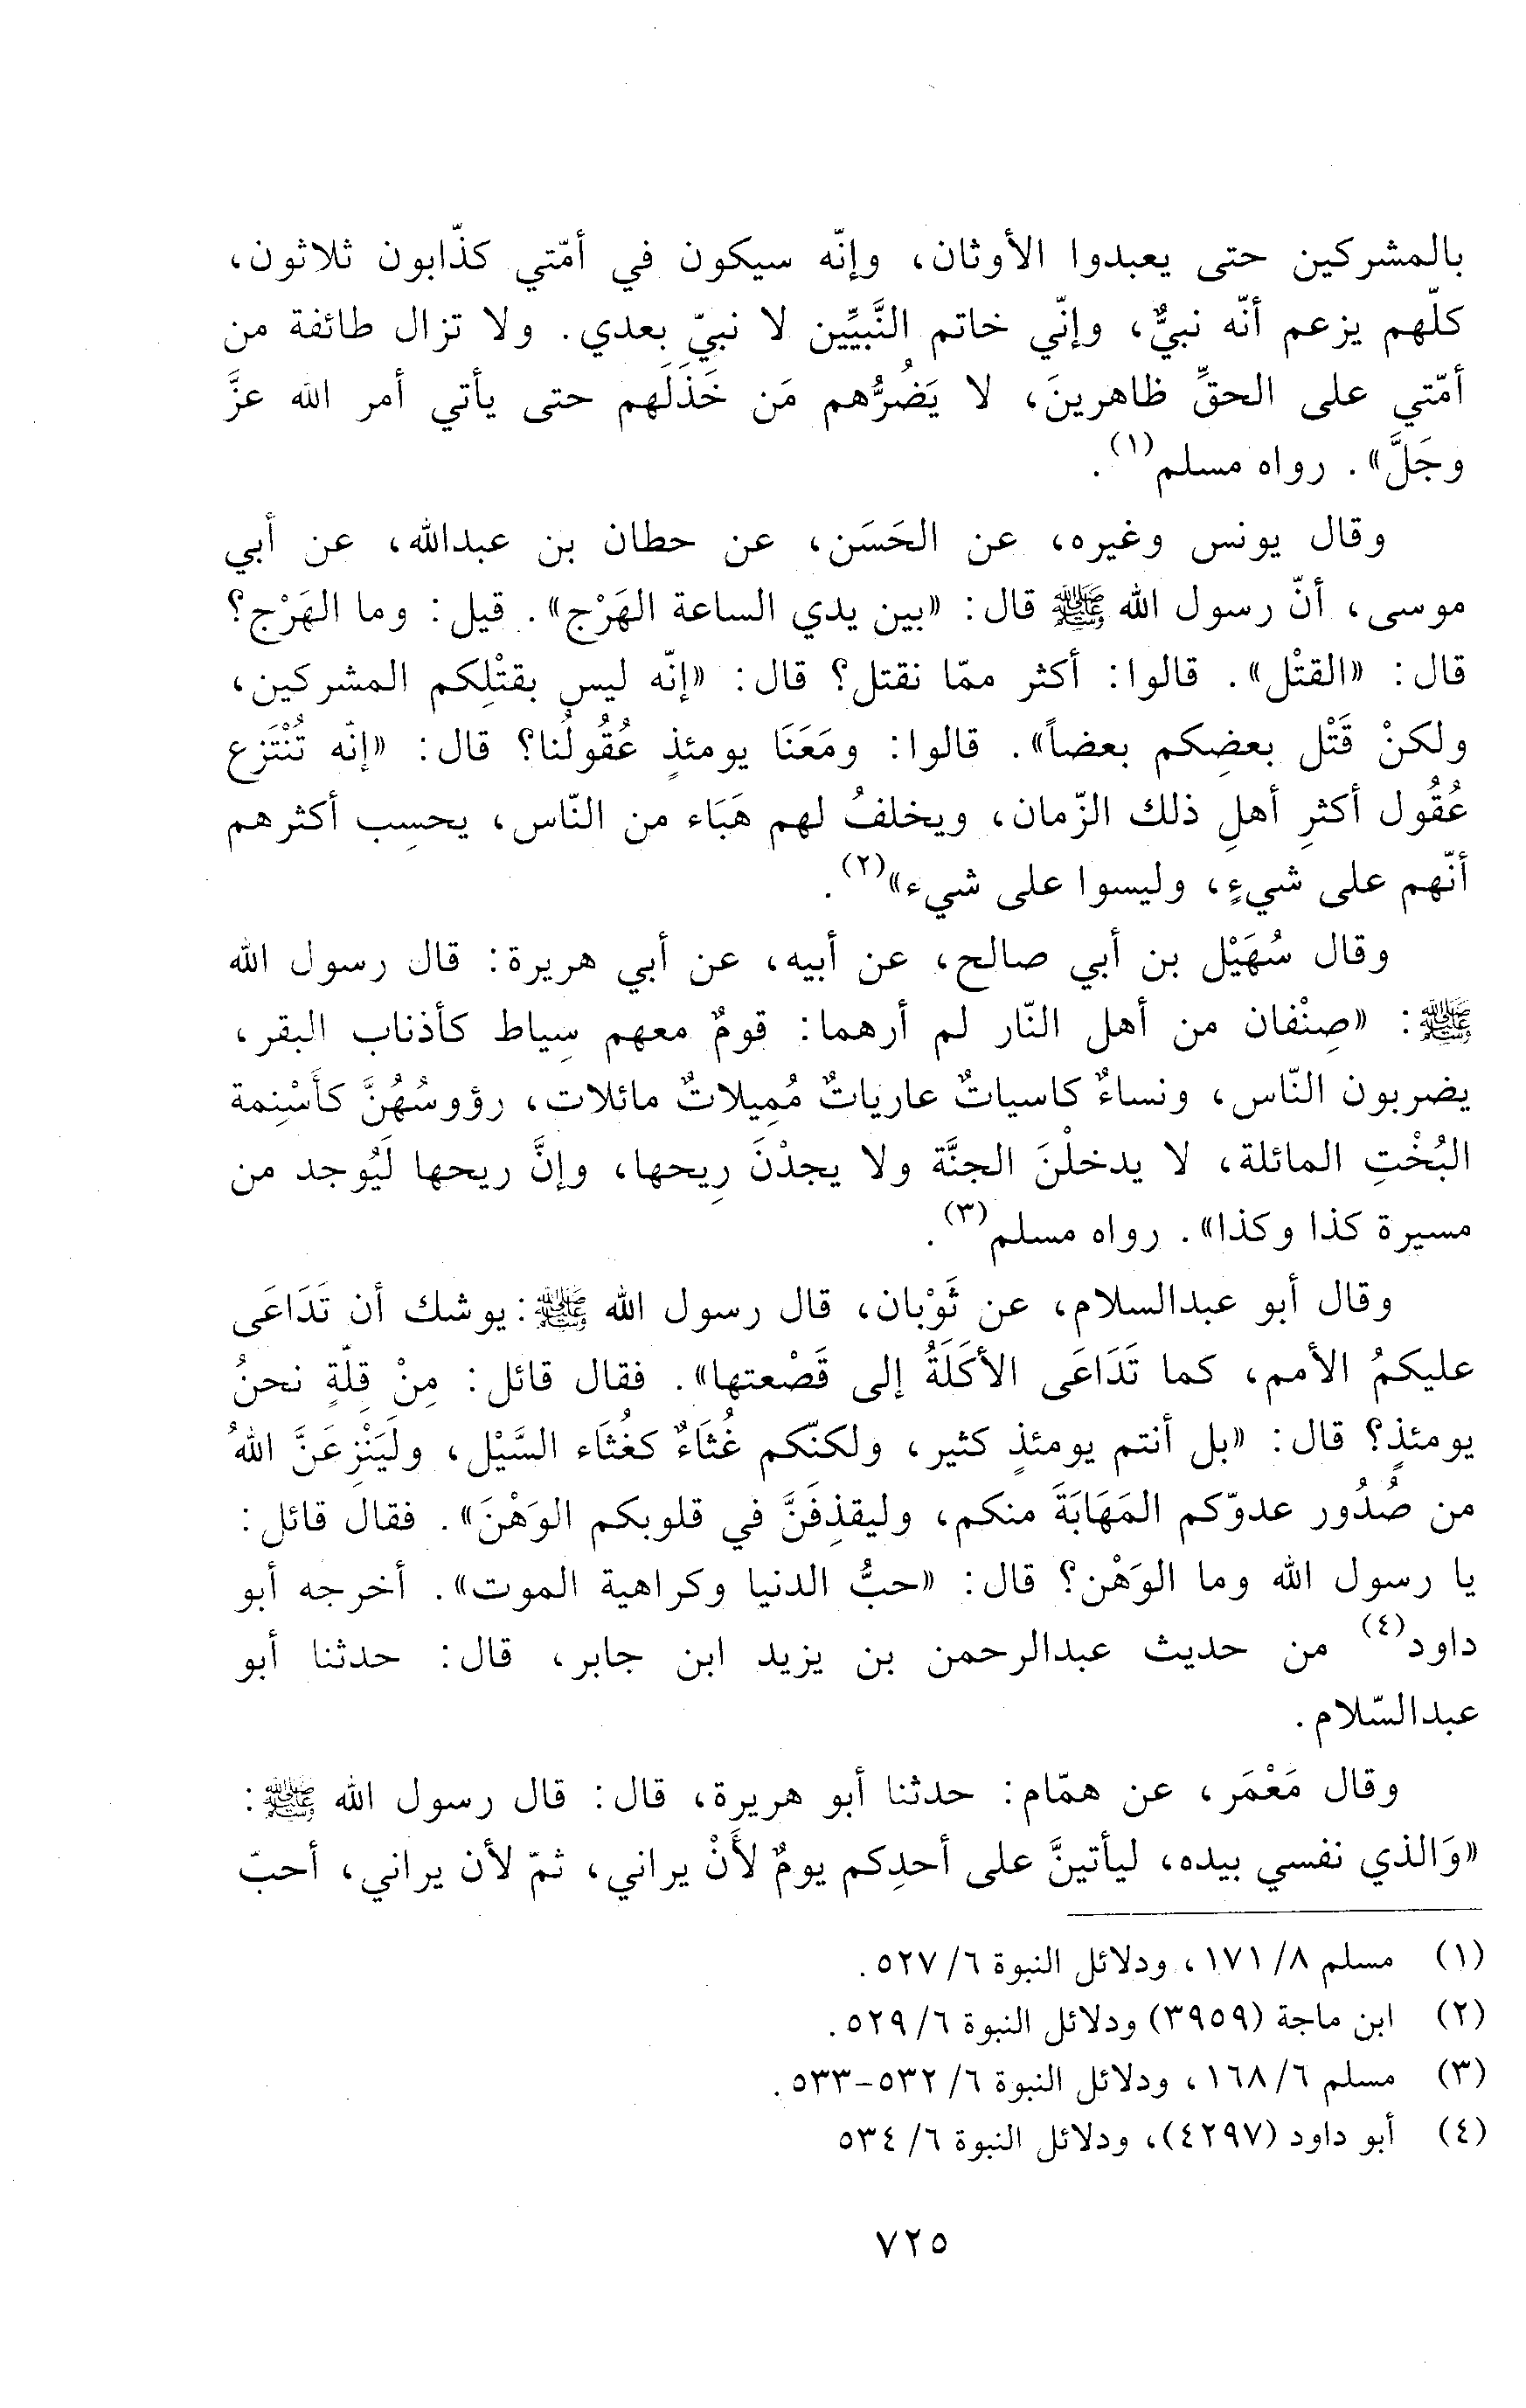 بالمشركين حتى يعبدوا الأوثان، وإنّه سيكون في أمّتي كذّابون ثلاثون،
كلّهم يزعم أنّه نبيٌّ، وإنّي خاتم النَّبيِّين لا نبيّ بعدي. ولا تزال طائفة من
أمّتي على الحقِّ ظاهرينَ، لا يَضُرُّهم مَن خَذَلَهم حتى يأتي أمر الله عزَّ
وجَلَّ». رواه مسلم(١).
وقال يونس وغيره، عن الحَسَن، عن حطان بن عبدالله، عن أبي
موسى، أنّ رسول الله ﷺ قال: «بين يدي الساعة الهَرْج». قيل: وما الهَرْج؟
قال: «القتْل». قالوا: أكثر ممّا نقتل؟ قال: «إنّه ليس بقتْلِكم المشركين،
ولكنْ قَتْل بعضِكم بعضاً». قالوا: ومَعَنَا يومئذٍ عُقُولُنا؟ قال: «إنّه تُنْتَزع
عُقُول أكثرِ أهلِ ذلك الزّمان، ويخلفُ لهم هَبَاء من النّاس، يحسِب أكثرهم
أنّهم على شيءٍ، وليسوا على شيء»(٢).
وقال سُهَيْل بن أبي صالح، عن أبيه، عن أبي هريرة: قال رسول الله
ﷺ: «صِنْفان من أهل النّار لم أرهما: قومٌ معهم سِياط كأذناب البقر،
يضربون النّاس، ونساءٌ كاسياتٌ عارياتٌ مُمِيلاتٌ مائلات، رؤوسُهُنَّ كأَسْنِمة
البُخْتِ المائلة، لا يدخلْنَ الجنَّة ولا يجدْنَ رِيحها، وإنَّ ريحها لَيُوجد من
مسيرة كذا وكذا». رواه مسلم(٣).
وقال أبو عبدالسلام، عن ثَوْبان، قال رسول الله ﷺ: يوشك أن تَدَاعَى
عليكمُ الأمم، كما تَدَاعَى الأكَلَةُ إلى قَصْعتها». فقال قائل: مِنْ قِلّةٍ نحنُ
يومئذٍ؟ قال: «بل أنتم يومئذٍ كثير، ولكنّكم غُثَاءٌ كغُثَاء السَّيْل، ولَيَنْزِعَنَّ اللهُ
من صُدُور عدوّكم المَهَابَةَ منكم، وليقذِفَنَّ في قلوبكم الوَهْنَ». فقال قائل:
يا رسول الله وما الوَهْن؟ قال: «حبُّ الدنيا وكراهية الموت». أخرجه أبو
داود(٤) من حديث عبدالرحمن بن يزيد ابن جابر، قال: حدثنا أبو
عبدالسّلام.
وقال مَعْمَر، عن همّام: حدثنا أبو هريرة، قال: قال رسول الله ﷺ:
«وَالذي نفسي بيده، ليأتينَّ على أحدِكم يومٌ لأَنْ يراني، ثمّ لأن يراني، أحبّ
(١) مسلم ٨/ ١٧١، ودلائل النبوة ٦/ ٥٢٧.
(٢) ابن ماجة (٣٩٥٩) ودلائل النبوة ٦/ ٥٢٩.
(٣) مسلم ٦/ ١٦٨، ودلائل النبوة ٦/ ٥٣٢-٥٣٣.
(٤) أبو داود (٤٢٩٧)، ودلائل النبوة ٦/ ٥٣٤
٧٢٥